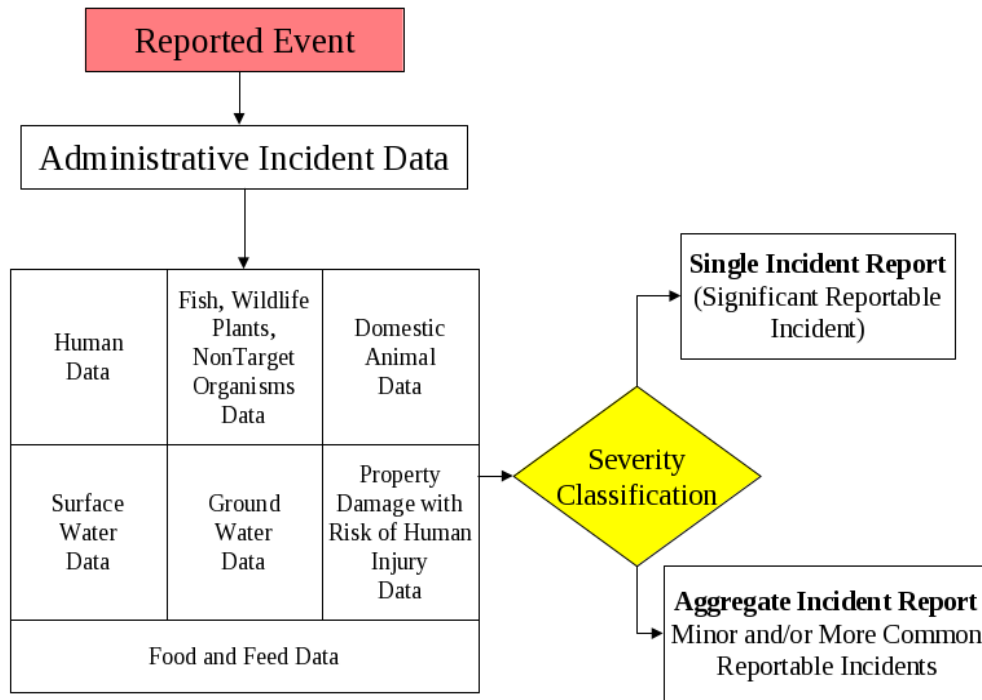 Reported Event
Administrative Incident Data
Human
Data
Fish, Wildlife
Plants,
NonTarget
Organisms
Data
Domestic
Animal
Data
Surface
Water
Data
Ground
Water
Data
Property
Damage with
Risk of Human
Injury
Data
Food and Feed Data
Severity
Classification
Single Incident Report
(Significant Reportable
Incident)
Aggregate Incident Report
Minor and/or More Common
Reportable Incidents